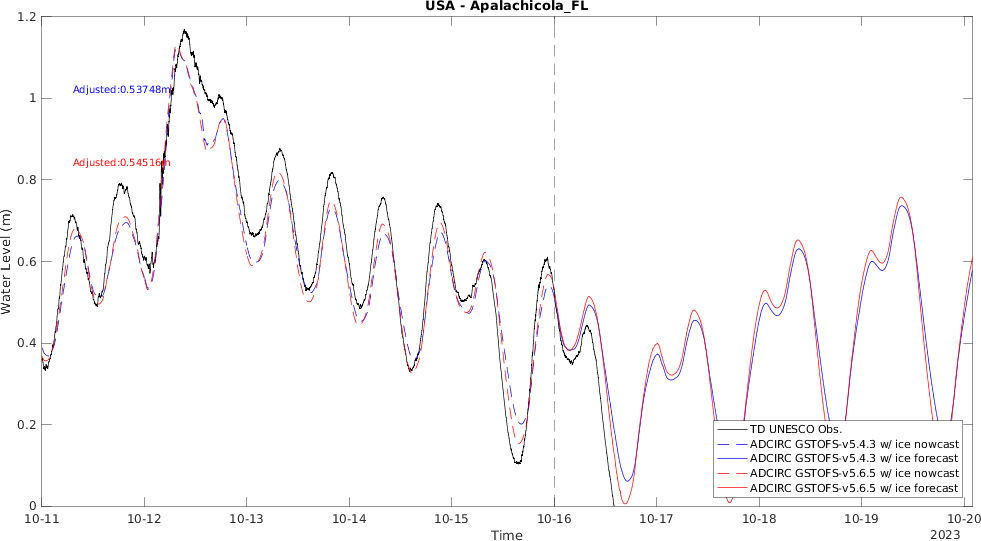 USA - Apalachicola_FL
1.2
1
0.8
0.6
0.4
0.2
0
Water Level (m)
Adjusted:0.53748m
Adjusted:0.54516m
TD UNESCO Obs.
ADCIRC GSTOFS-v5.4.3 w/ ice nowcast
ADCIRC GSTOFS-v5.4.3 w/ ice forecast
ADCIRC GSTOFS-v5.6.5 w/ ice nowcast
ADCIRC GSTOFS-v5.6.5 w/ ice forecast
10-11 10-12 10-13 10-14 10-15 10-16 10-17 10-18 10-19 10-20
2023
Time